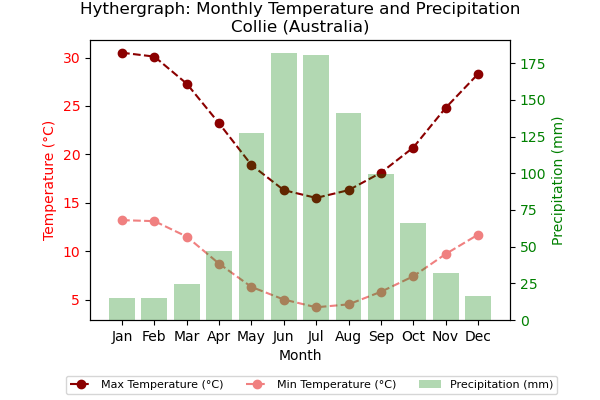 Hythergraph: Monthly Temperature and Precipitation
Collie (Australia)
30
25
20
15
10
5
Temperature (°C)
175
150
125
100
75
50
25
0
Precipitation (mm)
Jan Feb Mar Apr May Jun Jul Aug Sep Oct Nov Dec
Month
Max Temperature (°C) Min Temperature (°C) Precipitation (mm)